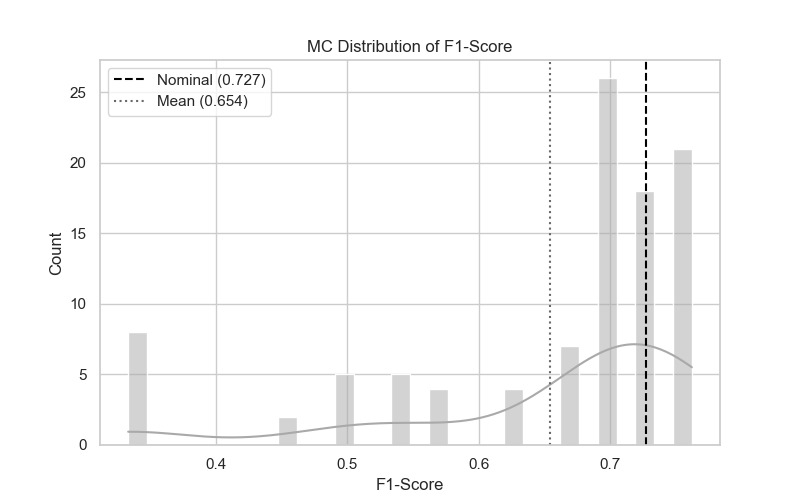 MC Distribution of F1-Score
Nominal (0.727)
Mean (0.654)
Count
25
20
15
10
5
0
0.4 0.5 0.6 0.7
F1-Score